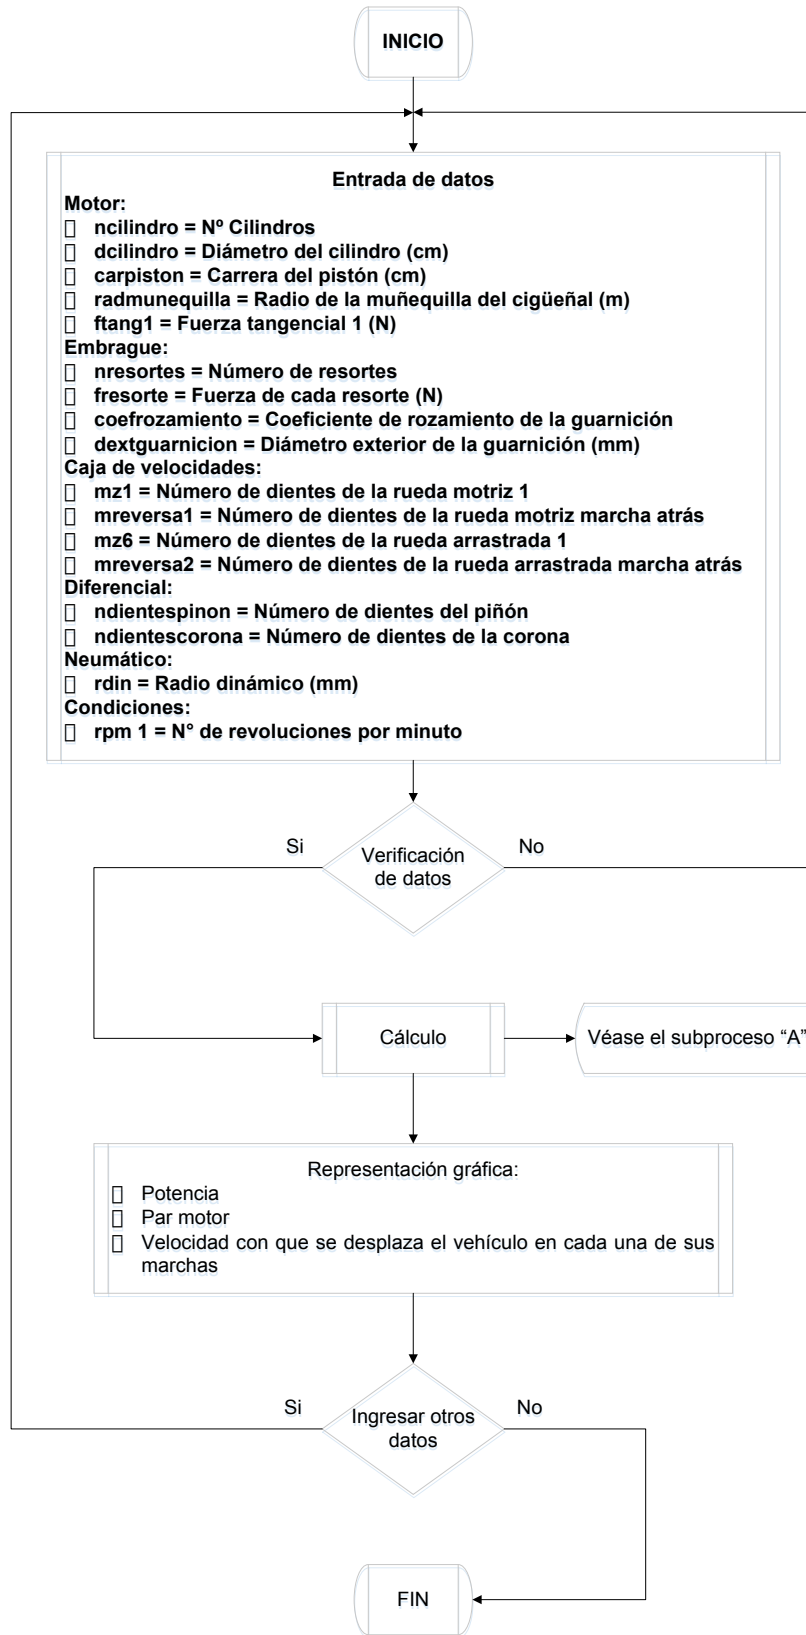 INICIO
Entrada de datos
Motor:
ncilindro = Nº Cilindros
dcilindro = Diámetro del cilindro (cm)
carpiston = Carrera del pistón (cm)
radmunequilla = Radio de la muñequilla del cigüeñal (m)
ftang1 = Fuerza tangencial 1 (N)
Embrague:
nresortes = Número de resortes
fresorte = Fuerza de cada resorte (N)
coefrozamiento = Coeficiente de rozamiento de la guarnición
dextguarnicion = Diámetro exterior de la guarnición (mm)
Caja de velocidades:
mz1 = Número de dientes de la rueda motriz 1
mreversa1 = Número de dientes de la rueda motriz marcha atrás
mz6 = Número de dientes de la rueda arrastrada 1
mreversa2 = Número de dientes de la rueda arrastrada marcha atrás
Diferencial:
ndientespinon = Número de dientes del piñón
ndientescorona = Número de dientes de la corona
Neumático:
rdin = Radio dinámico (mm)
Condiciones:
rpm 1 = N° de revoluciones por minuto
Si
No
Verificación
de datos
Cálculo
Véase el subproceso “A”
Representación gráfica:
Potencia
Par motor
Velocidad con que se desplaza el vehículo en cada una de sus
marchas
Si
No
Ingresar otros
datos
FIN